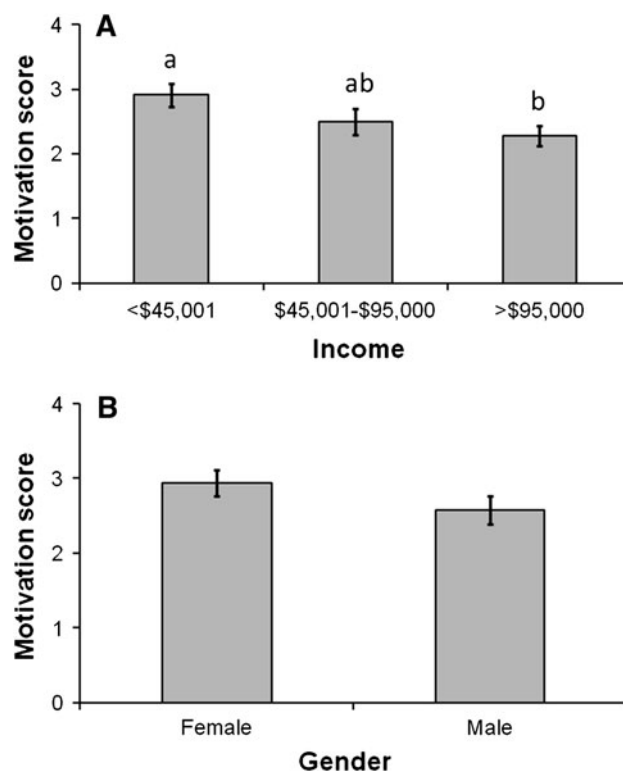 A
Motivation score
4
a
3
ab
b
2
1
0
<$45,001
$45,001-$95,000
>$95,000
Income
B
Motivation score
4
3
2
1
0
Female
Male
Gender